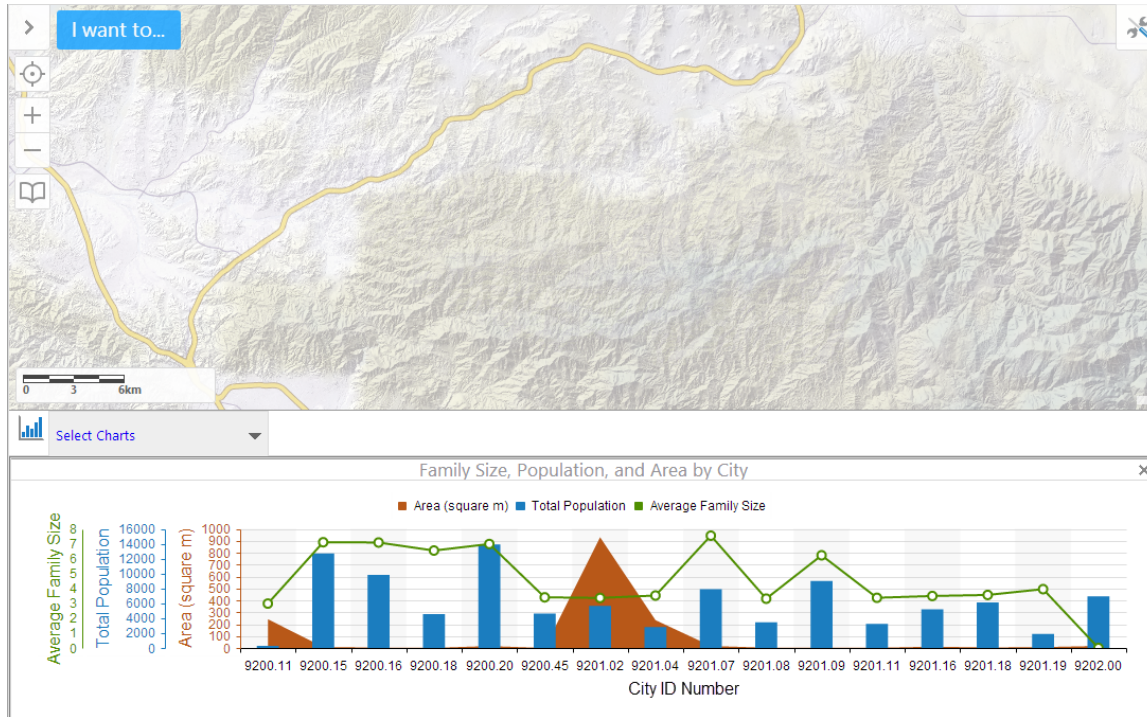 I want to...
0 3 6km
Select Charts
Family Size, Population, and Area by City
Area (square m) Total Population Average Family Size
Average Family Size
8
7
6
5
4
3
2
1
0
Total Population
16000
14000
12000
10000
8000
6000
4000
2000
0
Area (square m)
1000
900
800
700
600
500
400
300
200
100
0
9200.11 9200.15 9200.16 9200.18 9200.20 9200.45 9201.02 9201.04 9201.07 9201.08 9201.09 9201.11 9201.16 9201.18 9201.19 9202.00
City ID Number